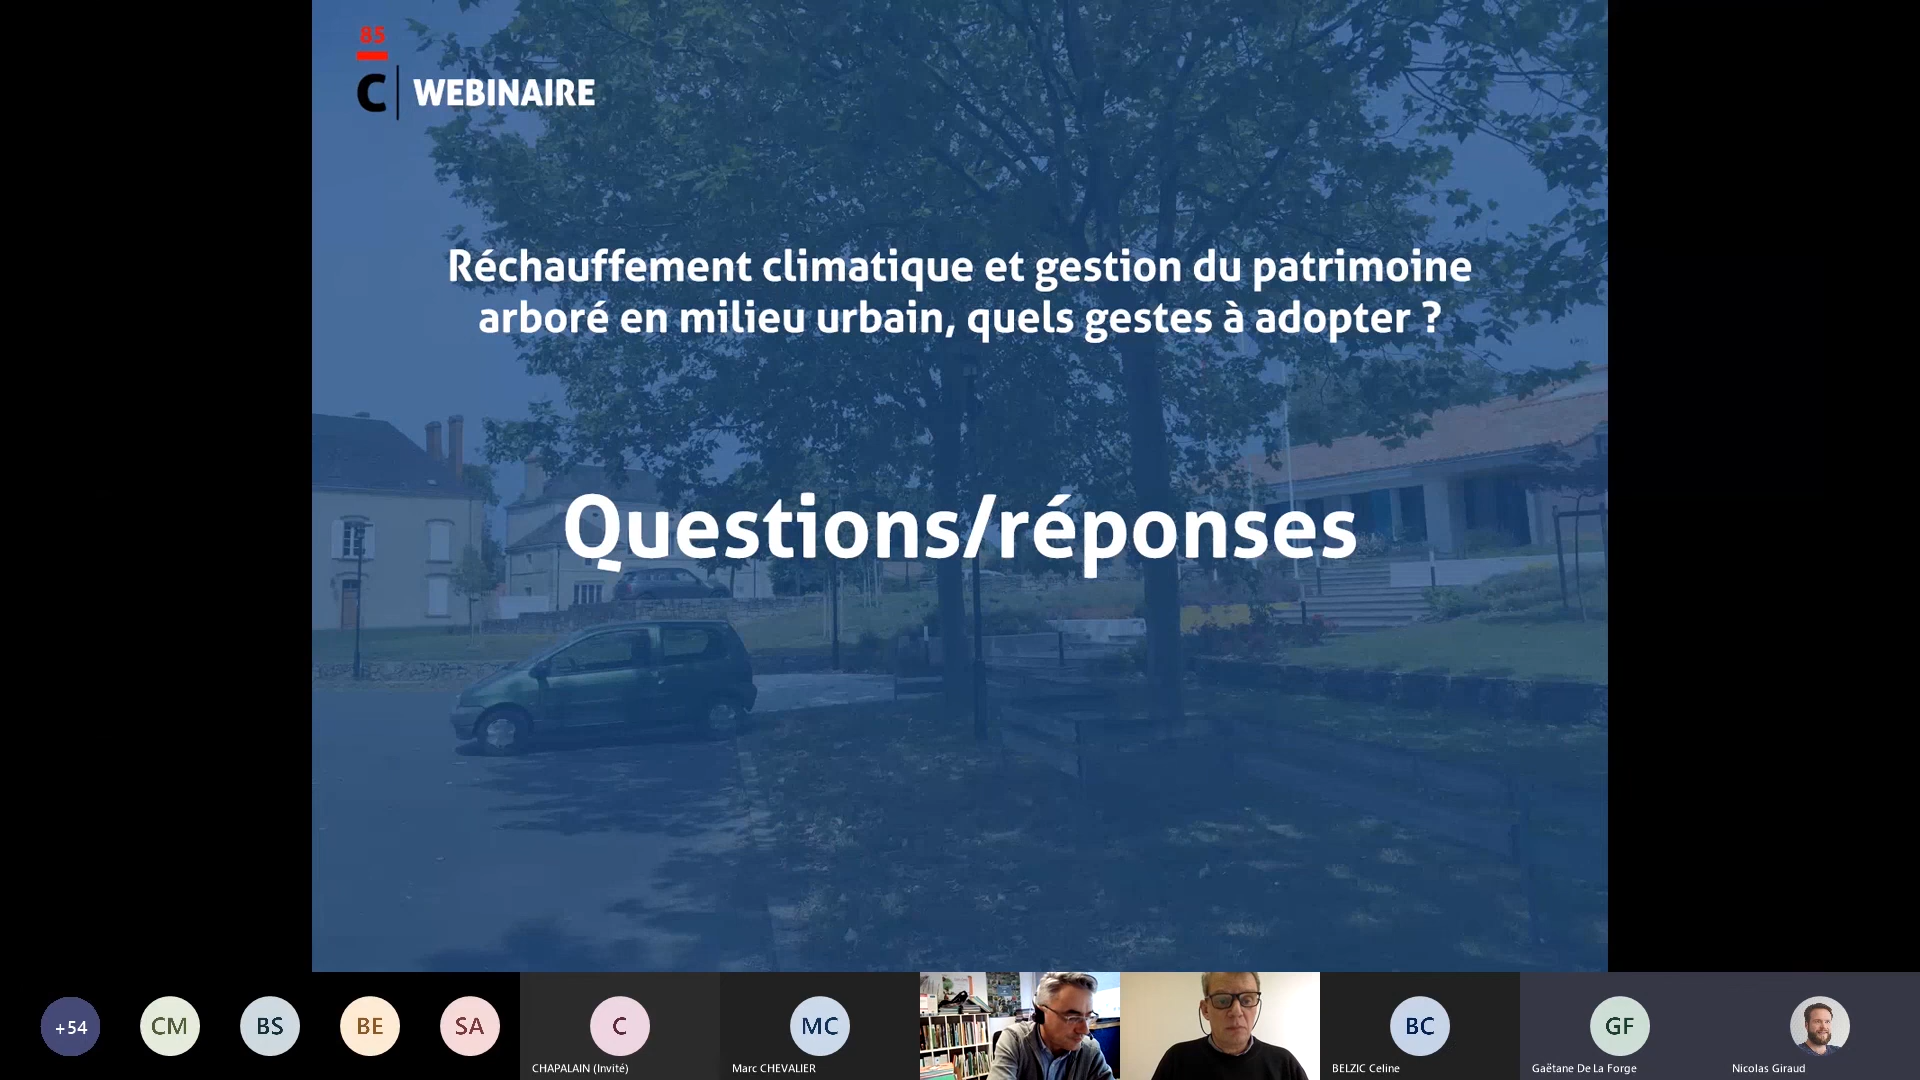 85
C WEBINAIRE
Réchauffement climatique et gestion du patrimoine
arboré en milieu urbain, quels gestes à adopter ?
Questions/réponses
+54
CM
BS
BE
SA
C
CHAPALAIN (Invité)
MC
Marc CHEVALIER
BC
BELZIC Celine
GF
Gaëtane De La Forge
Nicolas Giraud